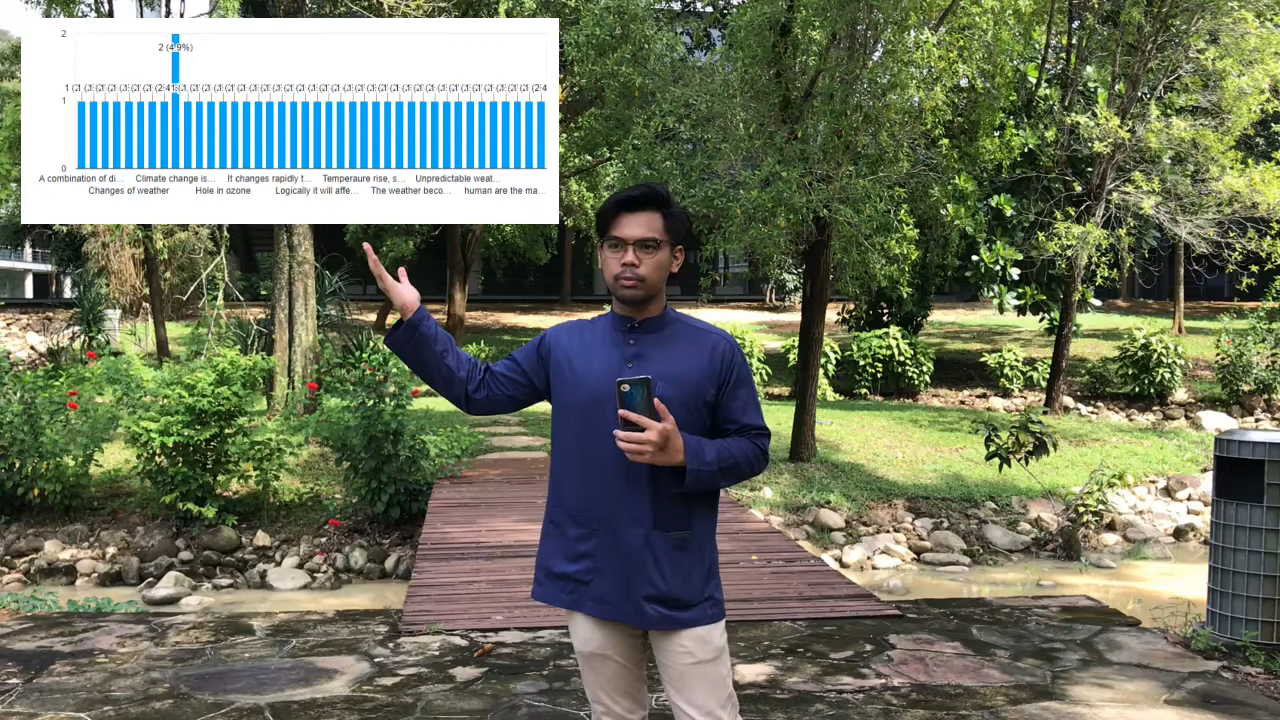 2
2 (4.9%)
1
0
A combination of di... Climate change is... It changes rapidly t... Temperaure rise, s... Unpredictable weat...
Changes of weather Hole in ozone Logically it will affe... The weather beco... human are the ma...